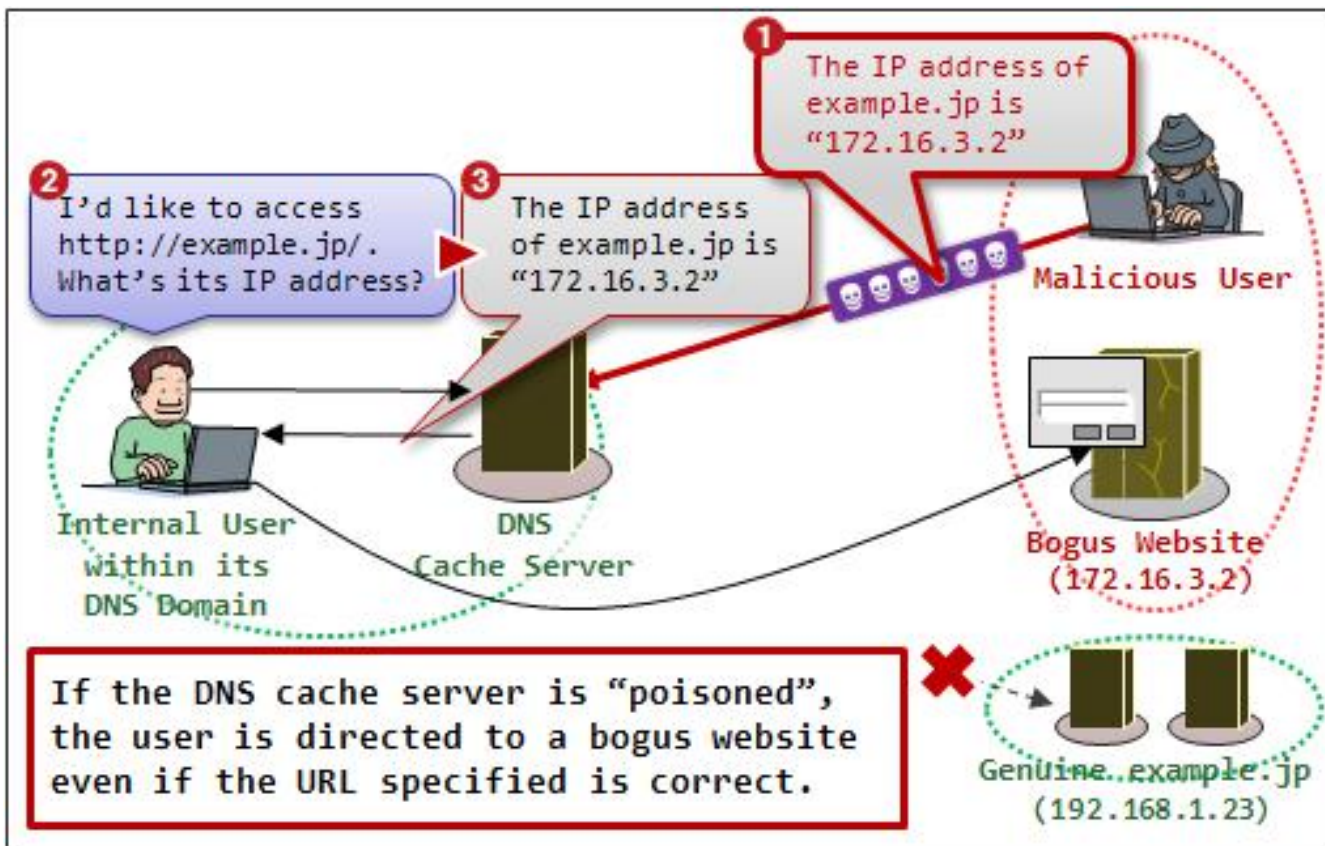 1
The IP address of
example.jp is
“172.16.3.2”
2
I’d like to access
http://example.jp/.
What’s its IP address?
3
The IP address
of example.jp is
“172.16.3.2”
Malicious User
Internal User
within its
DNS Domain
DNS
Cache Server
Bogus Website
(172.16.3.2)
If the DNS cache server is “poisoned”,
the user is directed to a bogus website
even if the URL specified is correct.
Genuine example.jp
(192.168.1.23)